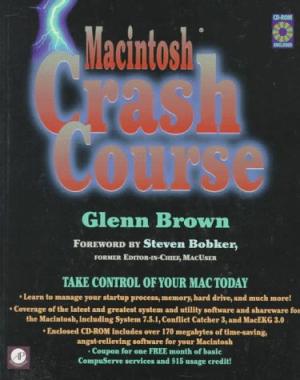 CD-ROM
INCLUDED
Macintosh®
Crash
Course
Glenn Brown
FOREWORD BY Steven Bobker,
FORMER EDITOR-IN-CHIEF, MACUSER
TAKE CONTROL OF YOUR MAC TODAY
• Learn to manage your startup process, memory, hard drive, and much more!
• Coverage of the latest and greatest system and utility software and shareware for
the Macintosh, including System 7.5.1, Conflict Catcher 3, and MacEKG 3.0
• Enclosed CD-ROM includes over 170 megabytes of time-saving,
angst-relieving software for your Macintosh
• Coupon for one FREE month of basic
CompuServe services and $15 usage credit!
AP